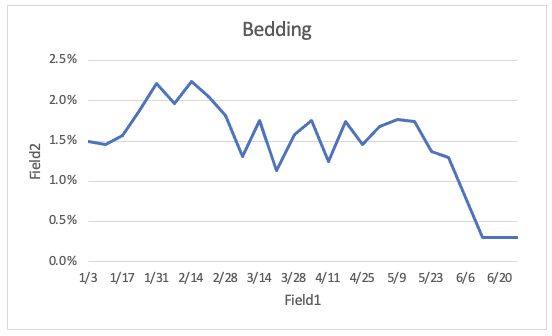 Bedding
2.5%
2.0%
1.5%
1.0%
0.5%
0.0%
Field2
1/3 1/17 1/31 2/14 2/28 3/14 3/28 4/11 4/25 5/9 5/23 6/6 6/20
Field1